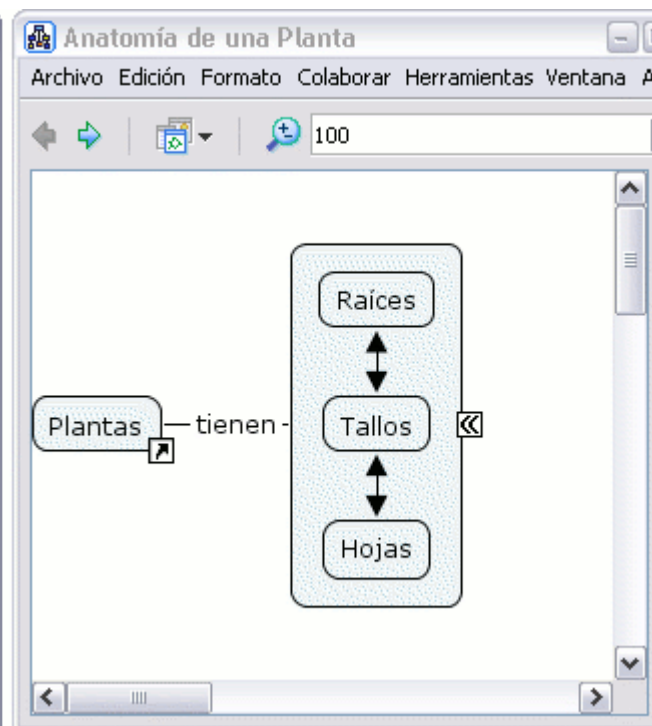 Anatomía de una Planta
Archivo Edición Formato Colaborar Herramientas Ventana A
100
Raíces
Plantas tienen Tallos
Hojas